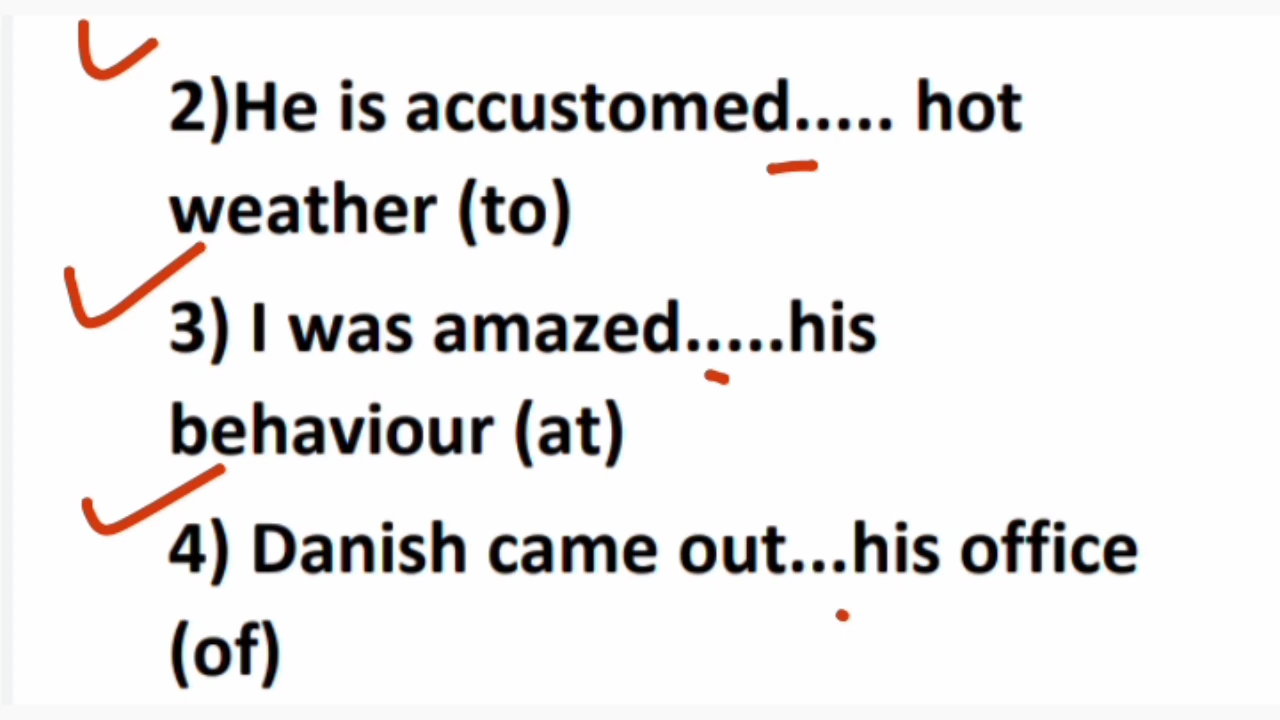 2)He is accustomed..... hot
weather (to)
3) I was amazed.....his
behaviour (at)
4) Danish came out...his office
(of)